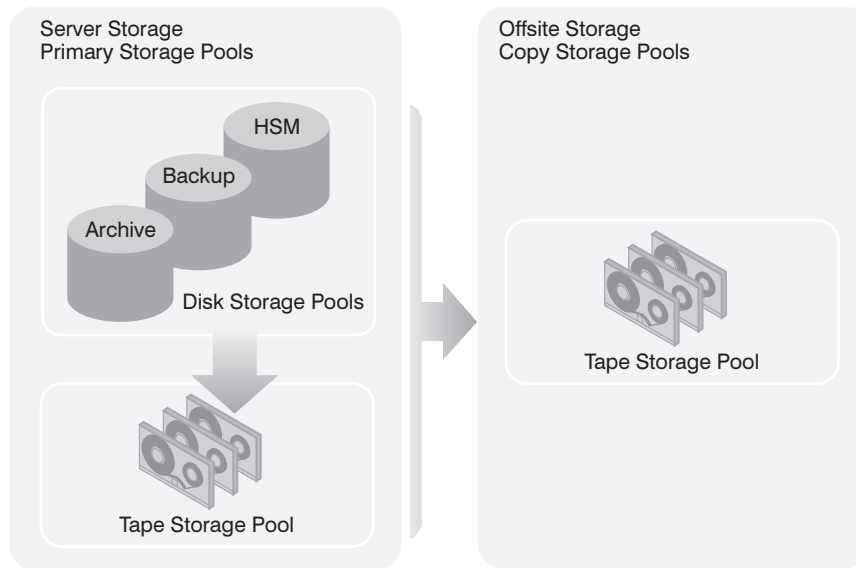 Server Storage
Primary Storage Pools
HSM
Backup
Archive
Disk Storage Pools
Tape Storage Pool
Offsite Storage
Copy Storage Pools
Tape Storage Pool